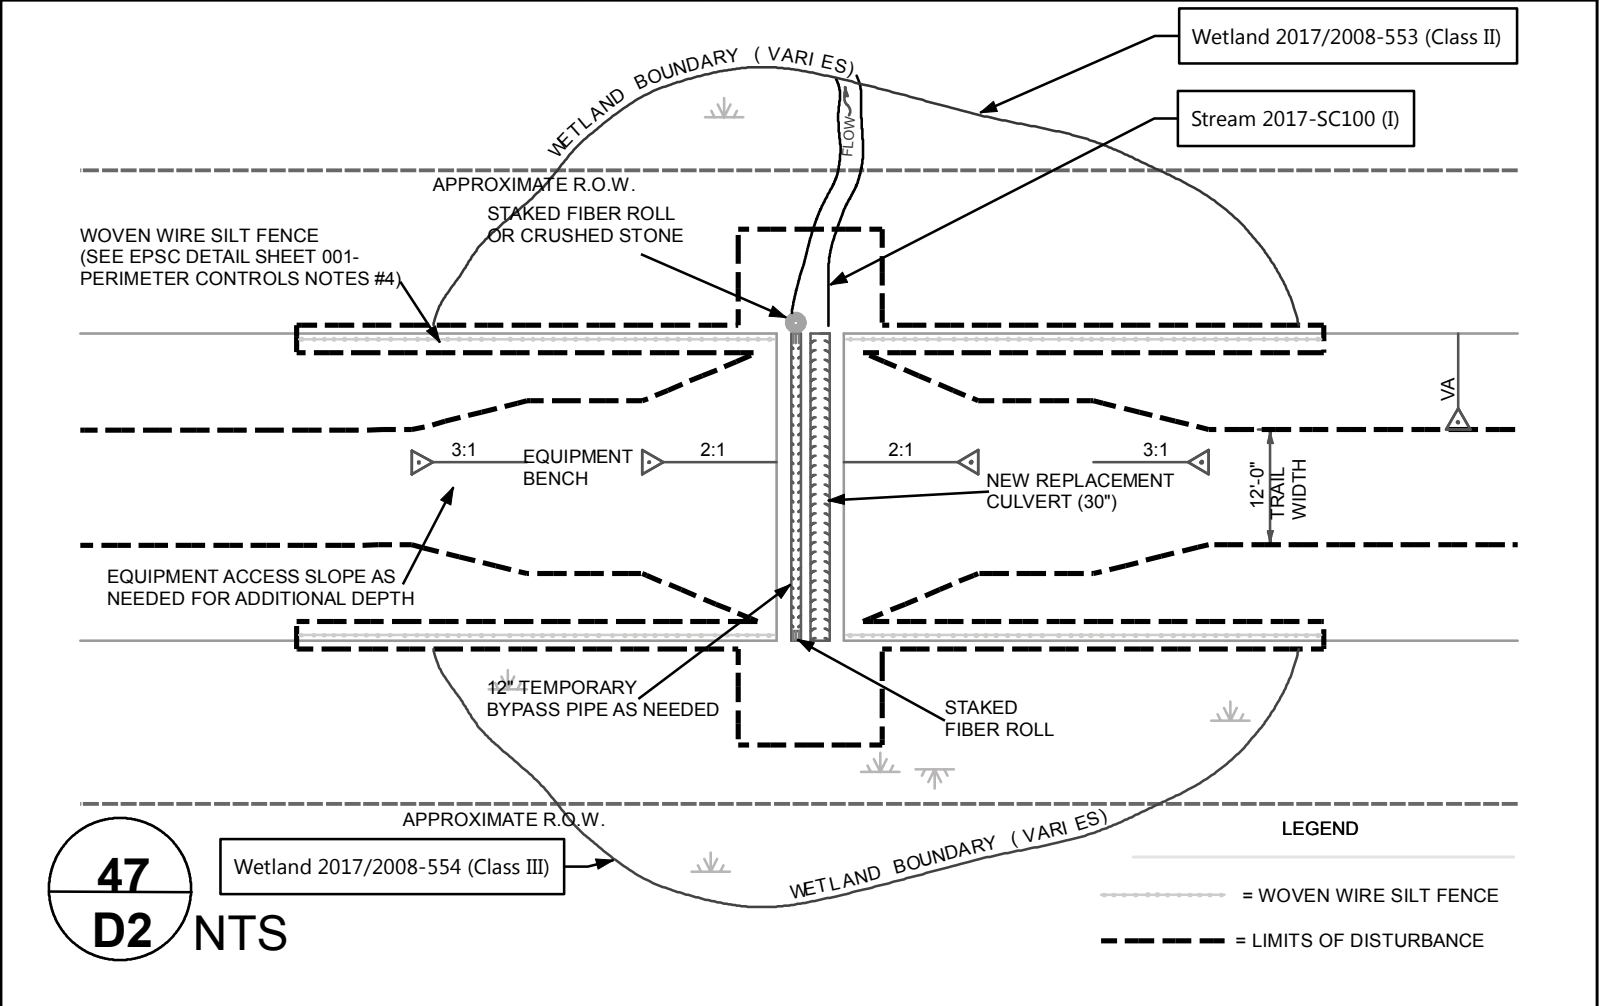 Wetland 2017/2008-553 (Class II)
WETLAND BOUNDARY (VARIES)
Stream 2017-SC100 (I)
FLOW
APPROXIMATE R.O.W.
STAKED FIBER ROLL
OR CRUSHED STONE
WOVEN WIRE SILT FENCE
(SEE EPSC DETAIL SHEET 001-
PERIMETER CONTROLS NOTES #4)
VA
3:1
EQUIPMENT
BENCH
2:1
2:1
3:1
NEW REPLACEMENT
CULVERT (30")
12'-0"
TRAIL
WIDTH
EQUIPMENT ACCESS SLOPE AS
NEEDED FOR ADDITIONAL DEPTH
12" TEMPORARY
BYPASS PIPE AS NEEDED
STAKED
FIBER ROLL
APPROXIMATE R.O.W.
WETLAND BOUNDARY (VARIES)
Wetland 2017/2008-554 (Class III)
47
D2
NTS
LEGEND
= WOVEN WIRE SILT FENCE
= LIMITS OF DISTURBANCE